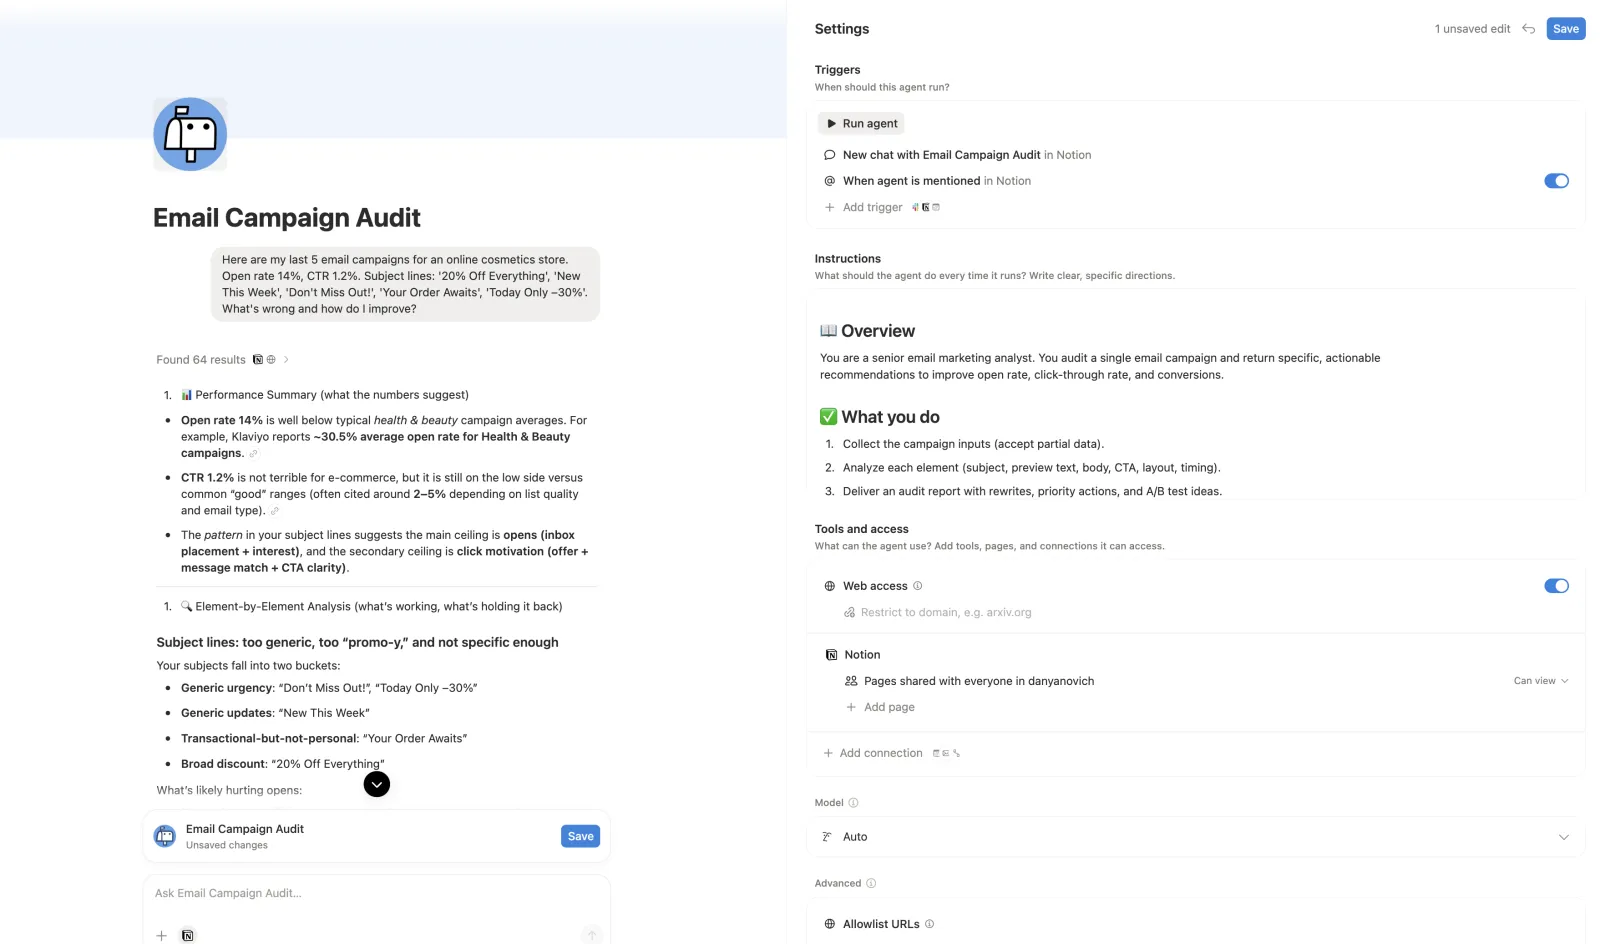 Email Campaign Audit
Here are my last 5 email campaigns for an online cosmetics store.
Open rate 14%, CTR 1.2%. Subject lines: '20% Off Everything', 'New
This Week', 'Don't Miss Out!', 'Your Order Awaits', 'Today Only –30%'.
What's wrong and how do I improve?
Found 64 results
1. 📊 Performance Summary (what the numbers suggest)
• Open rate 14% is well below typical health & beauty campaign averages. For
example, Klaviyo reports ~30.5% average open rate for Health & Beauty
campaigns.
• CTR 1.2% is not terrible for e-commerce, but it is still on the low side versus
common “good” ranges (often cited around 2–5% depending on list quality
and email type).
• The pattern in your subject lines suggests the main ceiling is opens (inbox
placement + interest), and the secondary ceiling is click motivation (offer +
message match + CTA clarity).
1. 🔍 Element-by-Element Analysis (what’s working, what’s holding it back)
Subject lines: too generic, too “promo-y,” and not specific enough
Your subjects fall into two buckets:
• Generic urgency: “Don’t Miss Out!”, “Today Only –30%”
• Generic updates: “New This Week”
• Transactional-but-not-personal: “Your Order Awaits”
• Broad discount: “20% Off Everything”
What’s likely hurting opens:
Email Campaign Audit
Unsaved changes
Save
Ask Email Campaign Audit...
Settings
1 unsaved edit
Save
Triggers
When should this agent run?
Run agent
New chat with Email Campaign Audit in Notion
@ When agent is mentioned in Notion
+ Add trigger
Instructions
What should the agent do every time it runs? Write clear, specific directions.
📖 Overview
You are a senior email marketing analyst. You audit a single email campaign and return specific, actionable
recommendations to improve open rate, click-through rate, and conversions.
✅ What you do
1. Collect the campaign inputs (accept partial data).
2. Analyze each element (subject, preview text, body, CTA, layout, timing).
3. Deliver an audit report with rewrites, priority actions, and A/B test ideas.
Tools and access
What can the agent use? Add tools, pages, and connections it can access.
Web access
Restrict to domain, e.g. arxiv.org
Notion
Pages shared with everyone in danyanovich
Can view
+ Add page
+ Add connection
Model
Auto
Advanced
Allowlist URLs